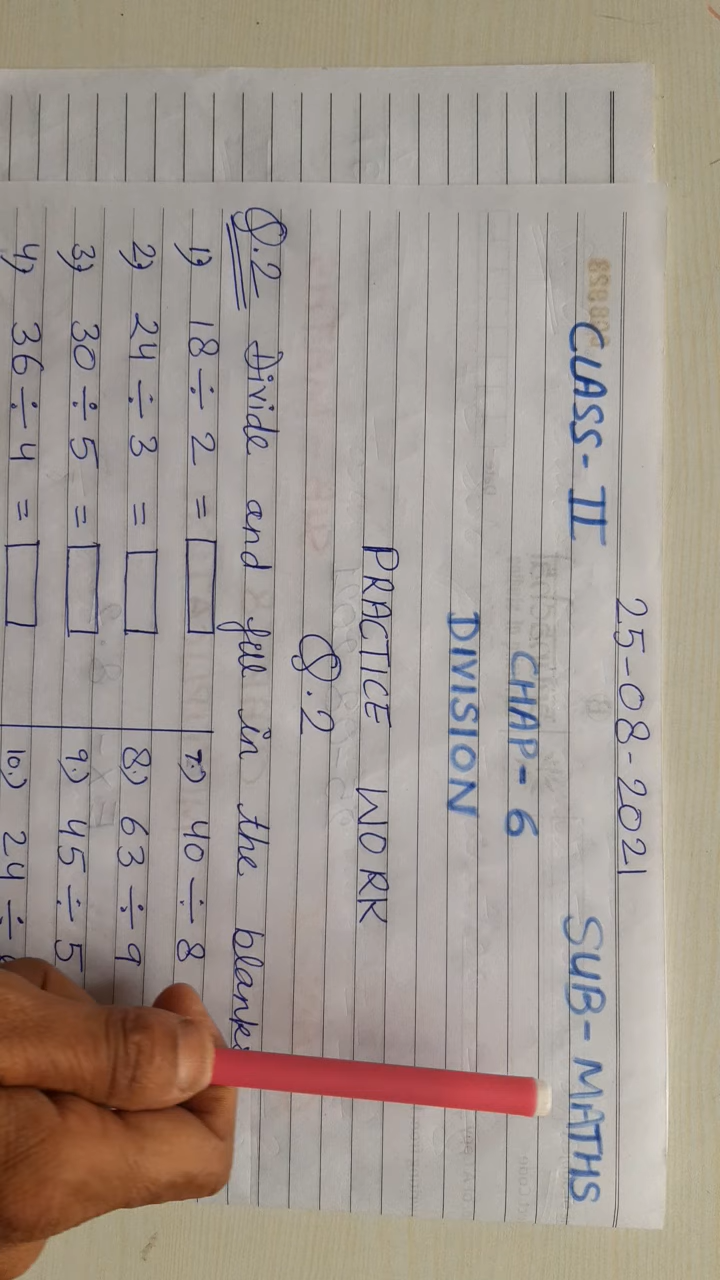 25-08-2021
CLASS-II SUB-MATHS
CHAP-6
DIVISION
PRACTICE WORK
Q.2
Q.2 Divide and fill in the blanks
1) 18 ÷ 2 = 7.) 40 ÷ 8
2) 24 ÷ 3 = 8.) 63 ÷ 9
3) 30 ÷ 5 = 9.) 45 ÷ 5
4) 36 ÷ 4 = 10.) 24 ÷